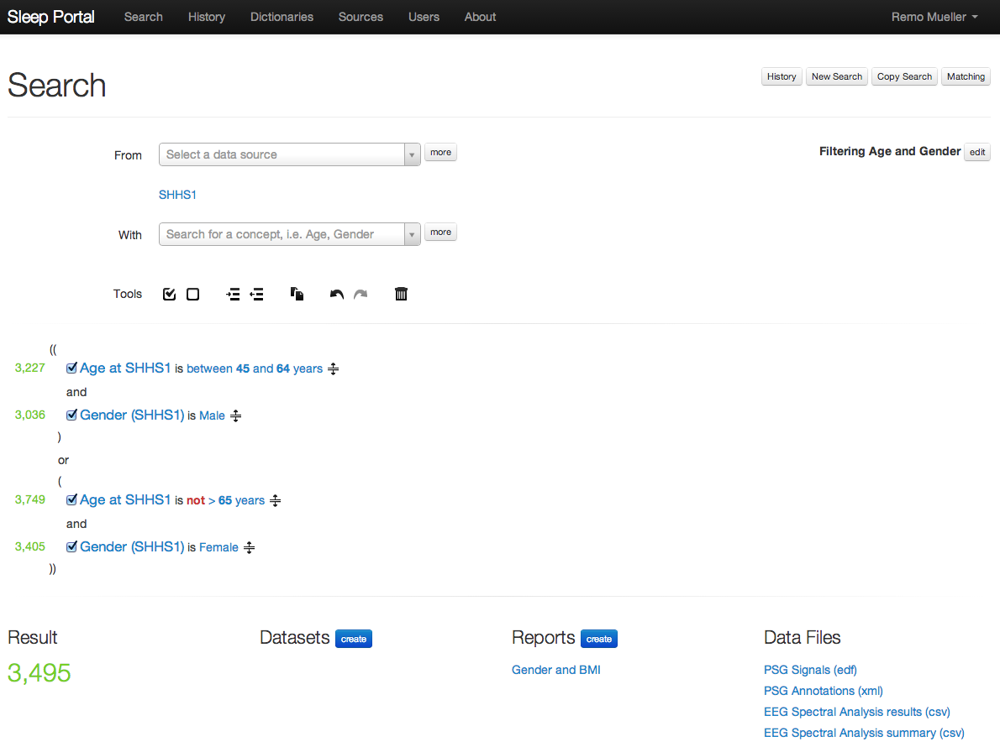 Sleep Portal Search History Dictionaries Sources Users About Remo Mueller
Search
History New Search Copy Search Matching
From Select a data source more
Filtering Age and Gender edit
SHHS1
With Search for a concept, i.e. Age, Gender more
Tools
((
3,227 Age at SHHS1 is between 45 and 64 years
and
3,036 Gender (SHHS1) is Male
)
or
(
3,749 Age at SHHS1 is not > 65 years
and
3,405 Gender (SHHS1) is Female
))
Result
3,495
Datasets create
Reports create
Gender and BMI
Data Files
PSG Signals (edf)
PSG Annotations (xml)
EEG Spectral Analysis results (csv)
EEG Spectral Analysis summary (csv)